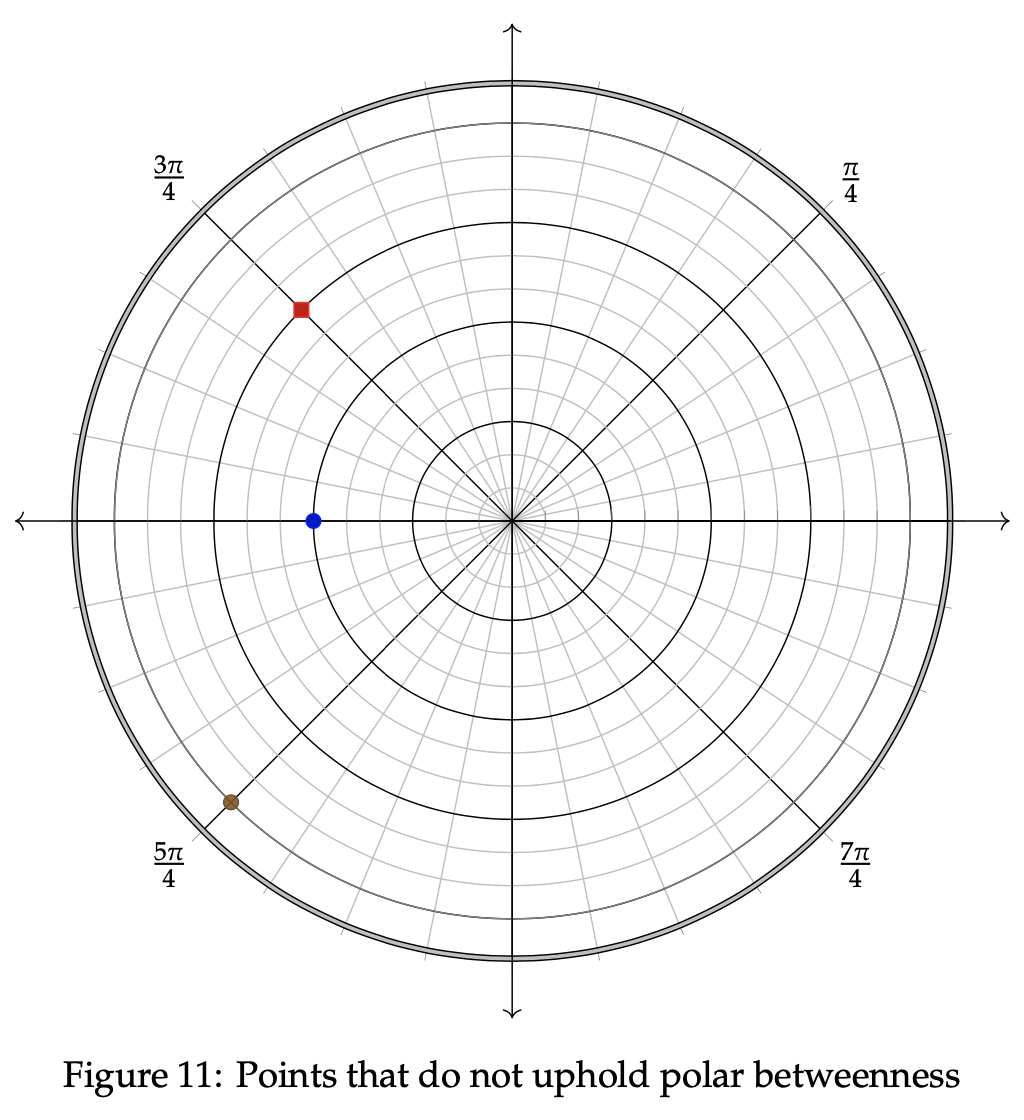 3π/4
π/4
5π/4
7π/4
Figure 11: Points that do not uphold polar betweenness